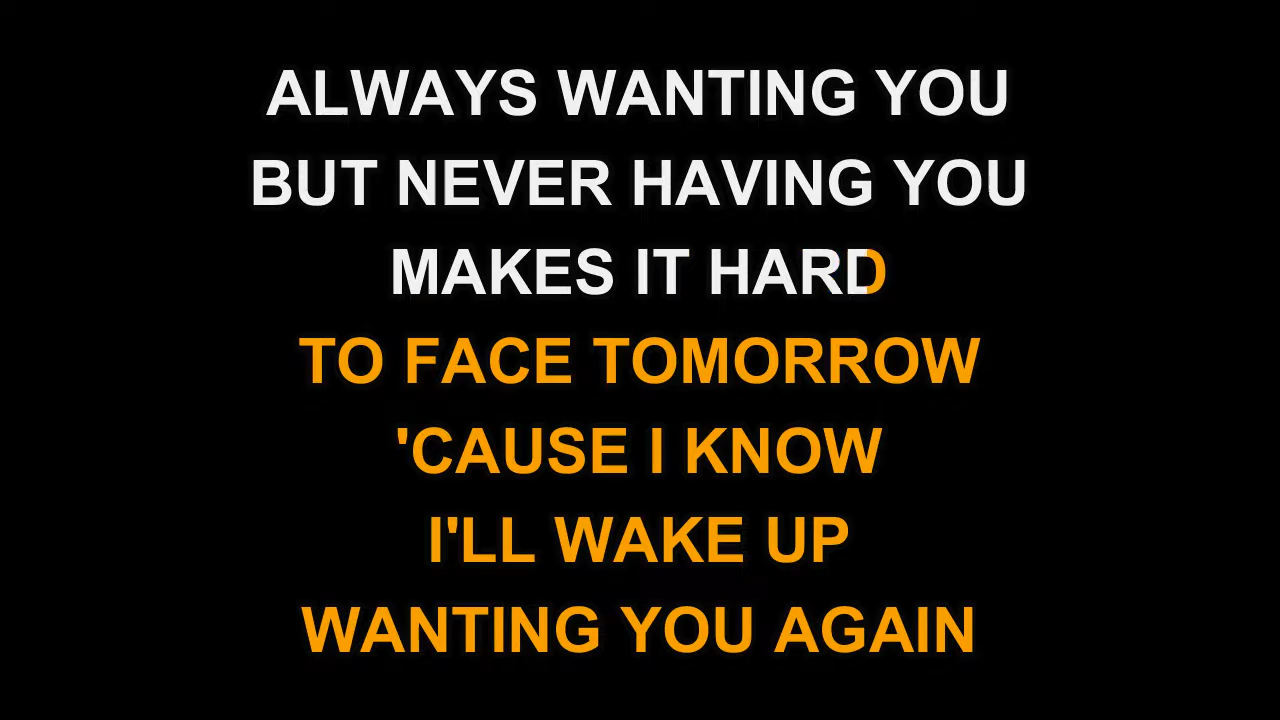 ALWAYS WANTING YOU
BUT NEVER HAVING YOU
MAKES IT HARD
TO FACE TOMORROW
'CAUSE I KNOW
I'LL WAKE UP
WANTING YOU AGAIN